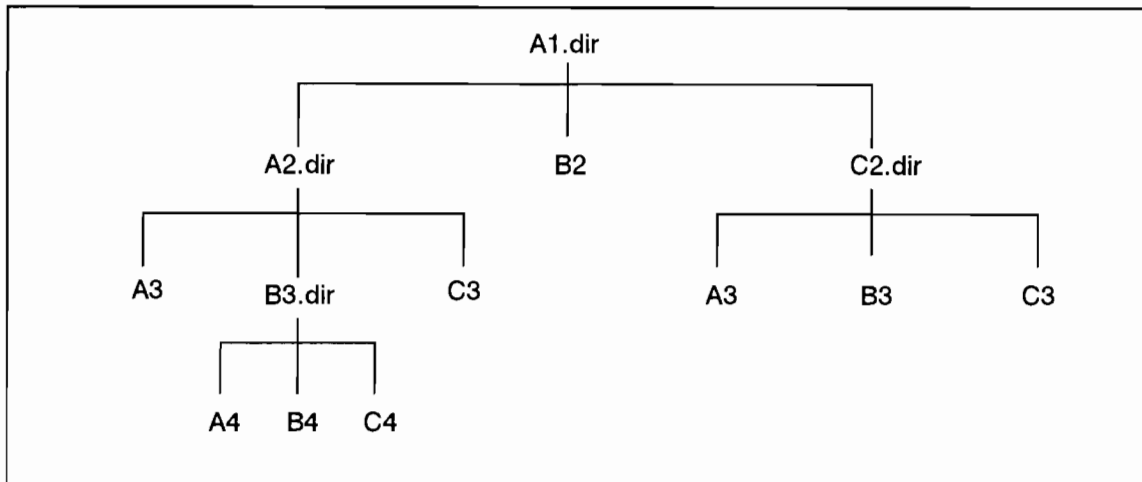 A1.dir
A2.dir B2 C2.dir
A3 B3.dir C3 A3 B3 C3
A4 B4 C4